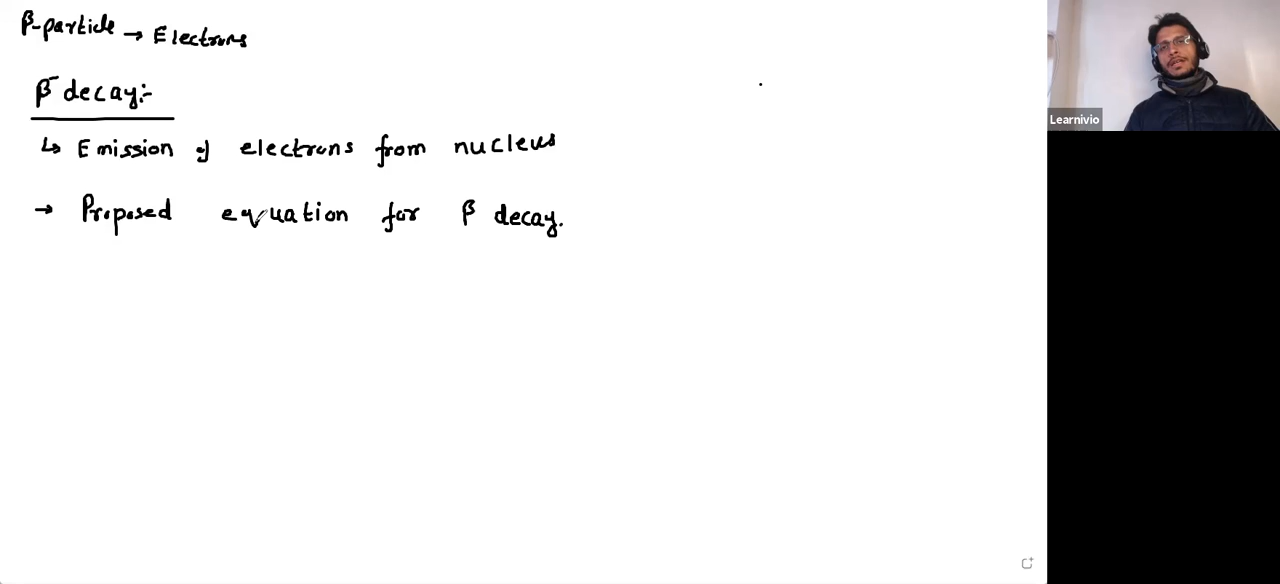 β-particle → Electrons
β⁻ decay:-
↳ Emission of electrons from nucleus
→ Proposed equation for β decay.
Learnivio